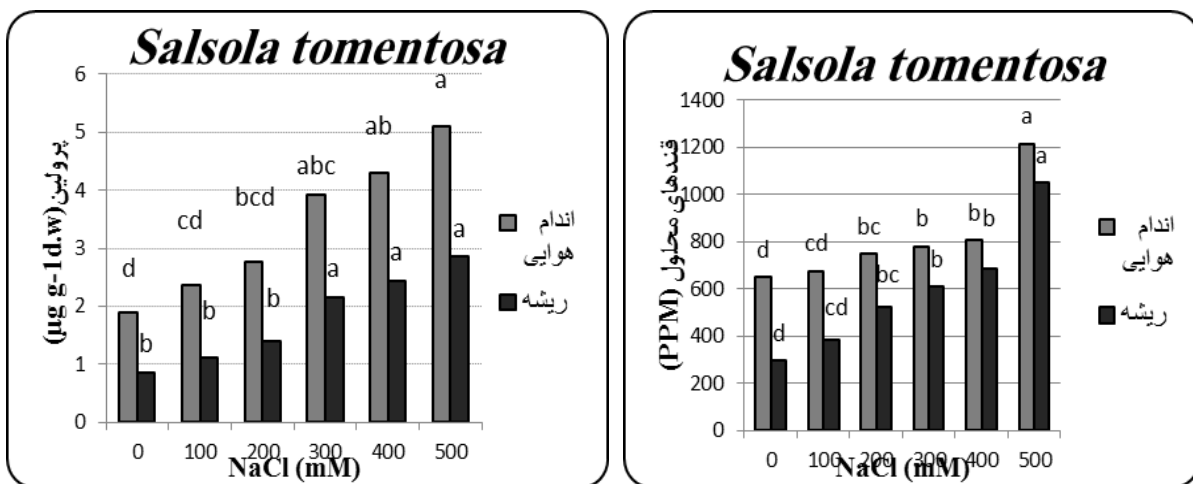 Salsola tomentosa
پرولین(µg g-1d.w)
6
5
4
3
2
1
0
d
cd
bcd
abc
ab
a
b
b
b
a
a
a
0 100 200 300 400 500
NaCl (mM)
اندام
هوایی
ریشه
Salsola tomentosa
قندهای محلول (PPM)
1400
1200
1000
800
600
400
200
0
d
cd
bc
b
b
a
d
cd
bc
b
b
a
0 100 200 300 400 500
NaCl (mM)
اندام
هوایی
ریشه